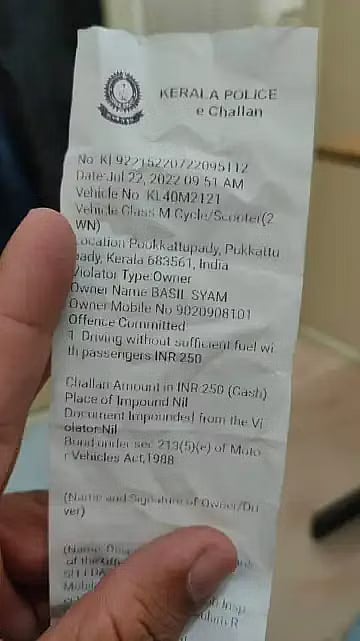 KERALA POLICE
e Challan
No KL92215220722095112
Date:Jul 22, 2022 09:51 AM
Vehicle No KL40M2121
Vehicle Class M Cycle/Scooter(2
WN)
Location Pookkattupady, Pukkattu
pady, Kerala 683561, India
Violator Type:Owner
Owner Name BASIL SYAM
Owner Mobile No 9020908101
Offence Committed
1 Driving without sufficient fuel wi
th passengers INR 250
Challan Amount in INR 250 (Cash)
Place of Impound Nil
Document Impounded from the Vi
olator:Nil
Bond under sec 213(5)(e) of Moto
r Vehicles Act,1988
(Name and Signature of Owner/Dri
ver)
(Name
of the
Mobile